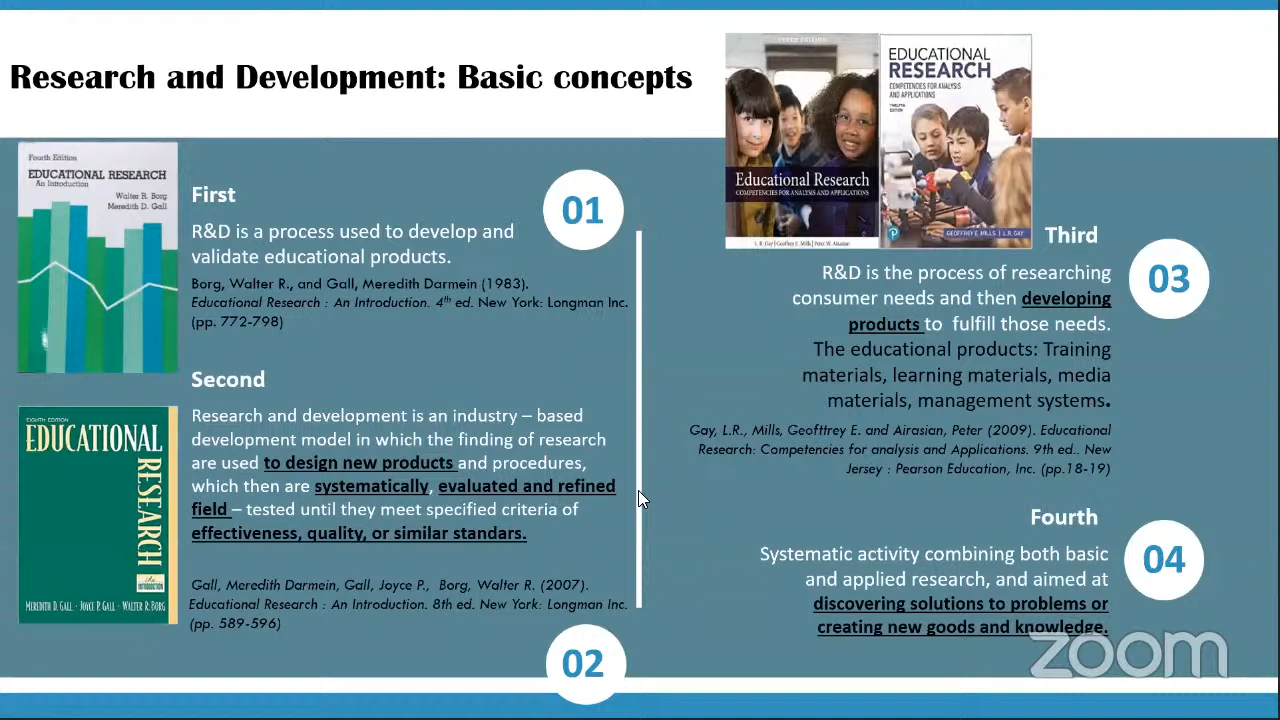 Research and Development: Basic concepts
Fourth Edition
EDUCATIONAL RESEARCH
An Introduction
Walter R. Borg
Meredith D. Gall
First
01
R&D is a process used to develop and
validate educational products.
Borg, Walter R., and Gall, Meredith Darmein (1983).
Educational Research : An Introduction. 4th ed. New York: Longman Inc.
(pp. 772-798)
EIGHTH EDITION
EDUCATIONAL
RESEARCH
AN INTRODUCTION
MEREDITH D. GALL · JOYCE P. GALL · WALTER R. BORG
Second
Research and development is an industry – based
development model in which the finding of research
are used to design new products and procedures,
which then are systematically, evaluated and refined
field – tested until they meet specified criteria of
effectiveness, quality, or similar standars.
Gall, Meredith Darmein, Gall, Joyce P., Borg, Walter R. (2007).
Educational Research : An Introduction. 8th ed. New York: Longman Inc.
(pp. 589-596)
02
Educational Research
COMPETENCIES FOR ANALYSIS AND APPLICATIONS
L. R. Gay | Geoffrey E. Mills | Peter W. Airasian
EDUCATIONAL
RESEARCH
COMPETENCIES FOR ANALYSIS
AND APPLICATIONS
TWELFTH
EDITION
GEOFFREY E. MILLS | L.R. GAY
Third
03
R&D is the process of researching
consumer needs and then developing
products to fulfill those needs.
The educational products: Training
materials, learning materials, media
materials, management systems.
Gay, L.R., Mills, Geofttrey E. and Airasian, Peter (2009). Educational
Research: Competencies for analysis and Applications. 9th ed.. New
Jersey : Pearson Education, Inc. (pp.18-19)
Fourth
04
Systematic activity combining both basic
and applied research, and aimed at
discovering solutions to problems or
creating new goods and knowledge.
zoom